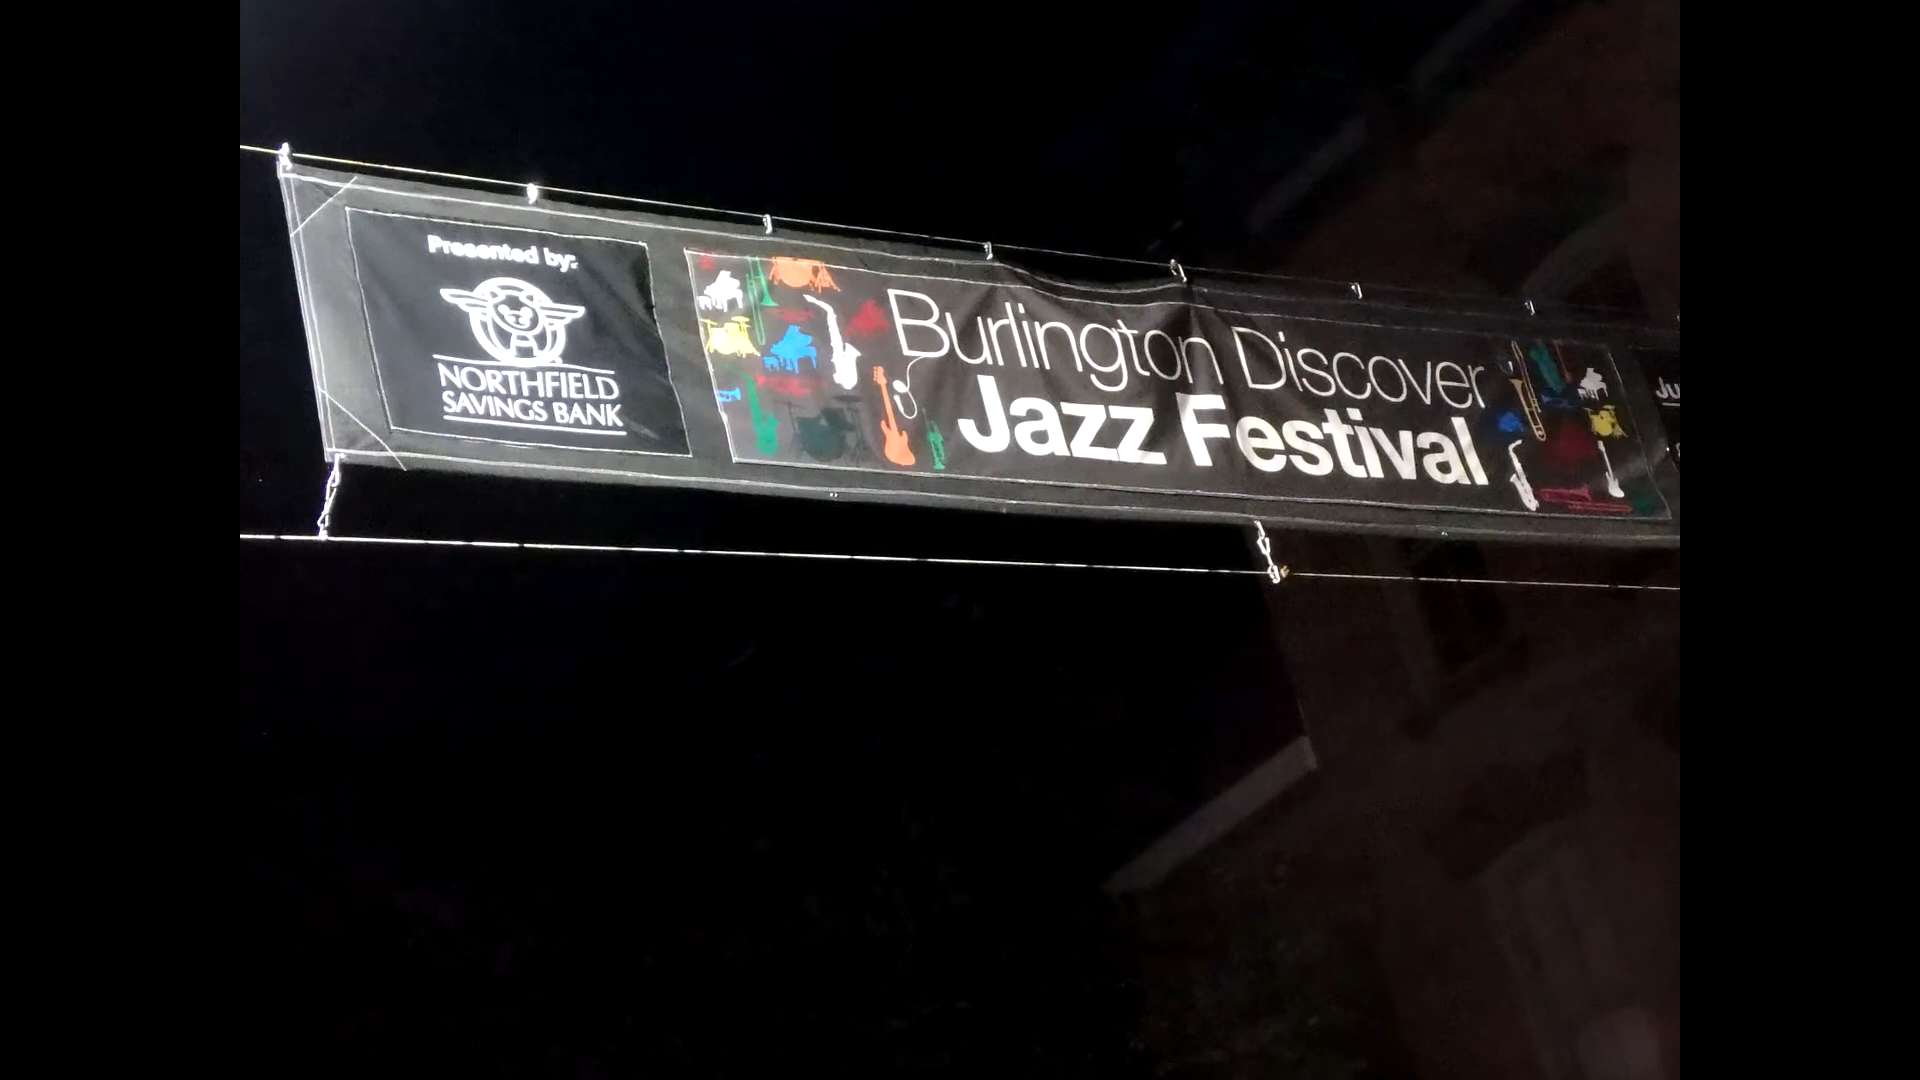 Presented by:
NORTHFIELD
SAVINGS BANK
Burlington Discover
Jazz Festival